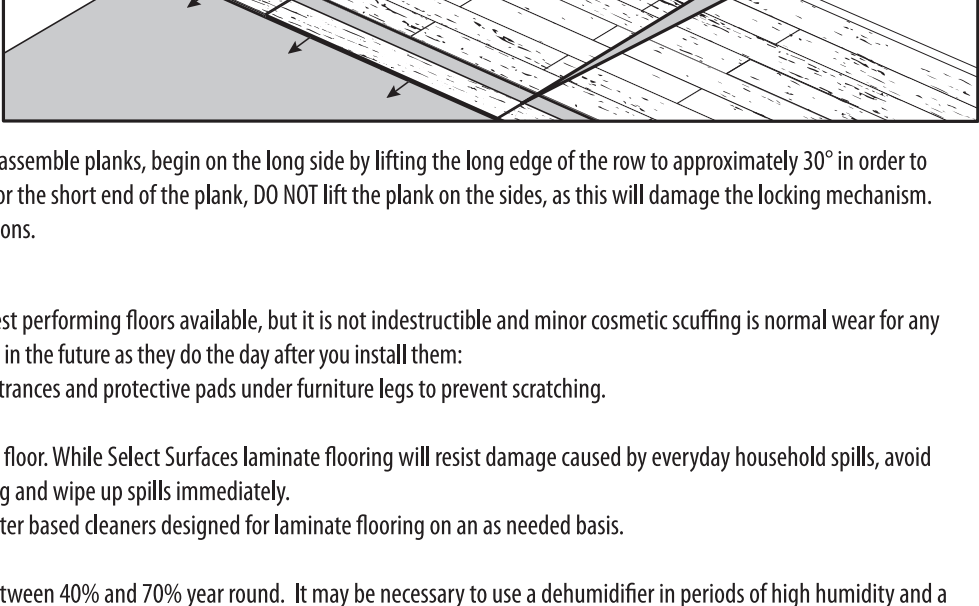 assemble planks, begin on the long side by lifting the long edge of the row to approximately 30° in order to
or the short end of the plank, DO NOT lift the plank on the sides, as this will damage the locking mechanism.
ons.
est performing floors available, but it is not indestructible and minor cosmetic scuffing is normal wear for any
in the future as they do the day after you install them:
trances and protective pads under furniture legs to prevent scratching.
floor. While Select Surfaces laminate flooring will resist damage caused by everyday household spills, avoid
g and wipe up spills immediately.
ter based cleaners designed for laminate flooring on an as needed basis.
tween 40% and 70% year round.  It may be necessary to use a dehumidifier in periods of high humidity and a